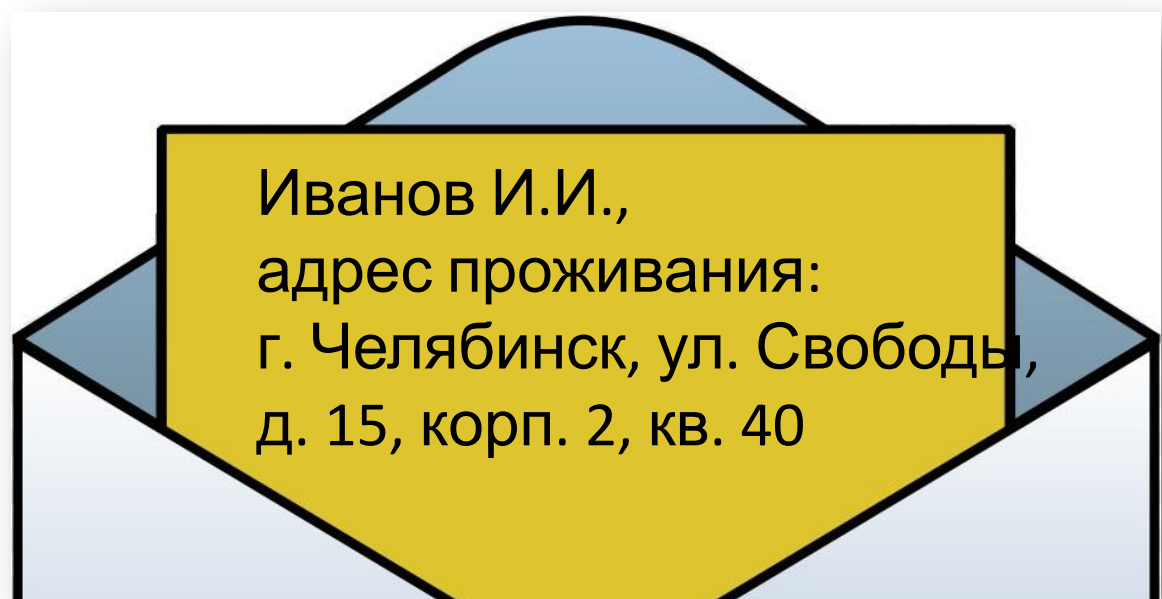 Иванов И.И.,
адрес проживания:
г. Челябинск, ул. Свободы,
д. 15, корп. 2, кв. 40